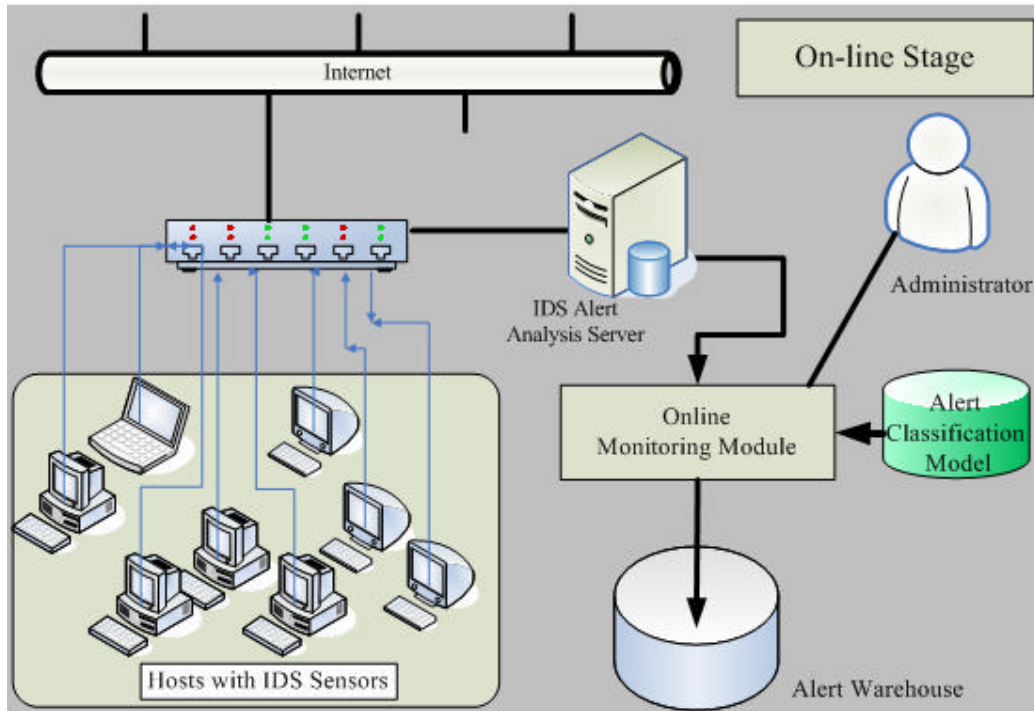 Internet
On-line Stage
IDS Alert
Analysis Server
Administrator
Online
Monitoring Module
Alert
Classification
Model
Hosts with IDS Sensors
Alert Warehouse